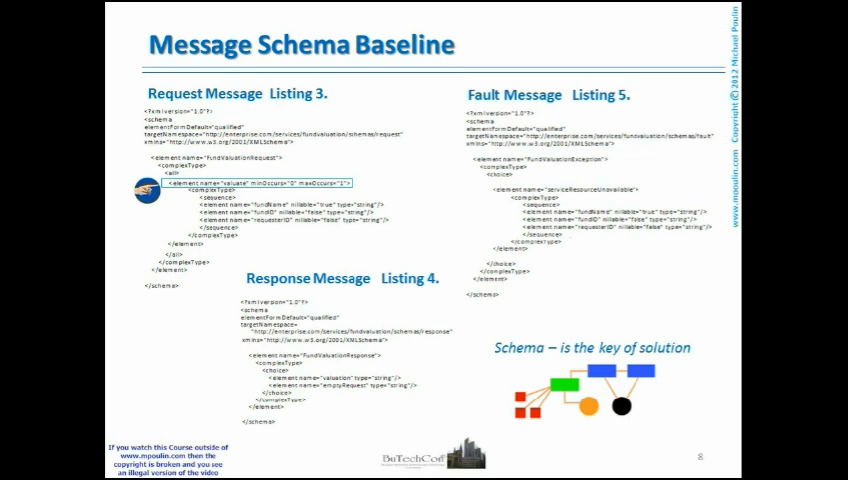 Message Schema Baseline
Request Message Listing 3.
<?xml version="1.0"?>
<schema
elementFormDefault="qualified"
targetNamespace="http://enterprise.com/services/fundvaluation/schemas/request"
xmlns="http://www.w3.org/2001/XMLSchema">
<element name="FundValuationRequest">
<complexType>
<all>
<element name="valuate" minOccurs="0" maxOccurs="1">
<complexType>
<sequence>
<element name="fundName" nillable="true" type="string"/>
<element name="fundID" nillable="false" type="string"/>
<element name="requesterID" nillable="false" type="string"/>
</sequence>
</complexType>
</element>
</all>
</complexType>
</element>
</schema>
Response Message Listing 4.
<?xml version="1.0"?>
<schema
elementFormDefault="qualified"
targetNamespace=
"http://enterprise.com/services/fundvaluation/schemas/response"
xmlns="http://www.w3.org/2001/XMLSchema">
<element name="FundValuationResponse">
<complexType>
<choice>
<element name="valuation" type="string"/>
<element name="emptyRequest" type="string"/>
</choice>
</complexType>
</element>
</schema>
Fault Message Listing 5.
<?xml version="1.0"?>
<schema
elementFormDefault="qualified"
targetNamespace="http://enterprise.com/services/fundvaluation/schemas/fault"
xmlns="http://www.w3.org/2001/XMLSchema">
<element name="FundValuationException">
<complexType>
<choice>
<element name="serviceResourceUnavailable">
<complexType>
<sequence>
<element name="fundName" nillable="true" type="string"/>
<element name="fundID" nillable="false" type="string"/>
<element name="requesterID" nillable="false" type="string"/>
</sequence>
</complexType>
</element>
</choice>
</complexType>
</element>
</schema>
Schema – is the key of solution
www.mpoulin.com Copyright (C) 2012 Michael Poulin
If you watch this Course outside of
www.mpoulin.com then the
copyright is broken and you see
an illegal version of the video
BuTechCon
8